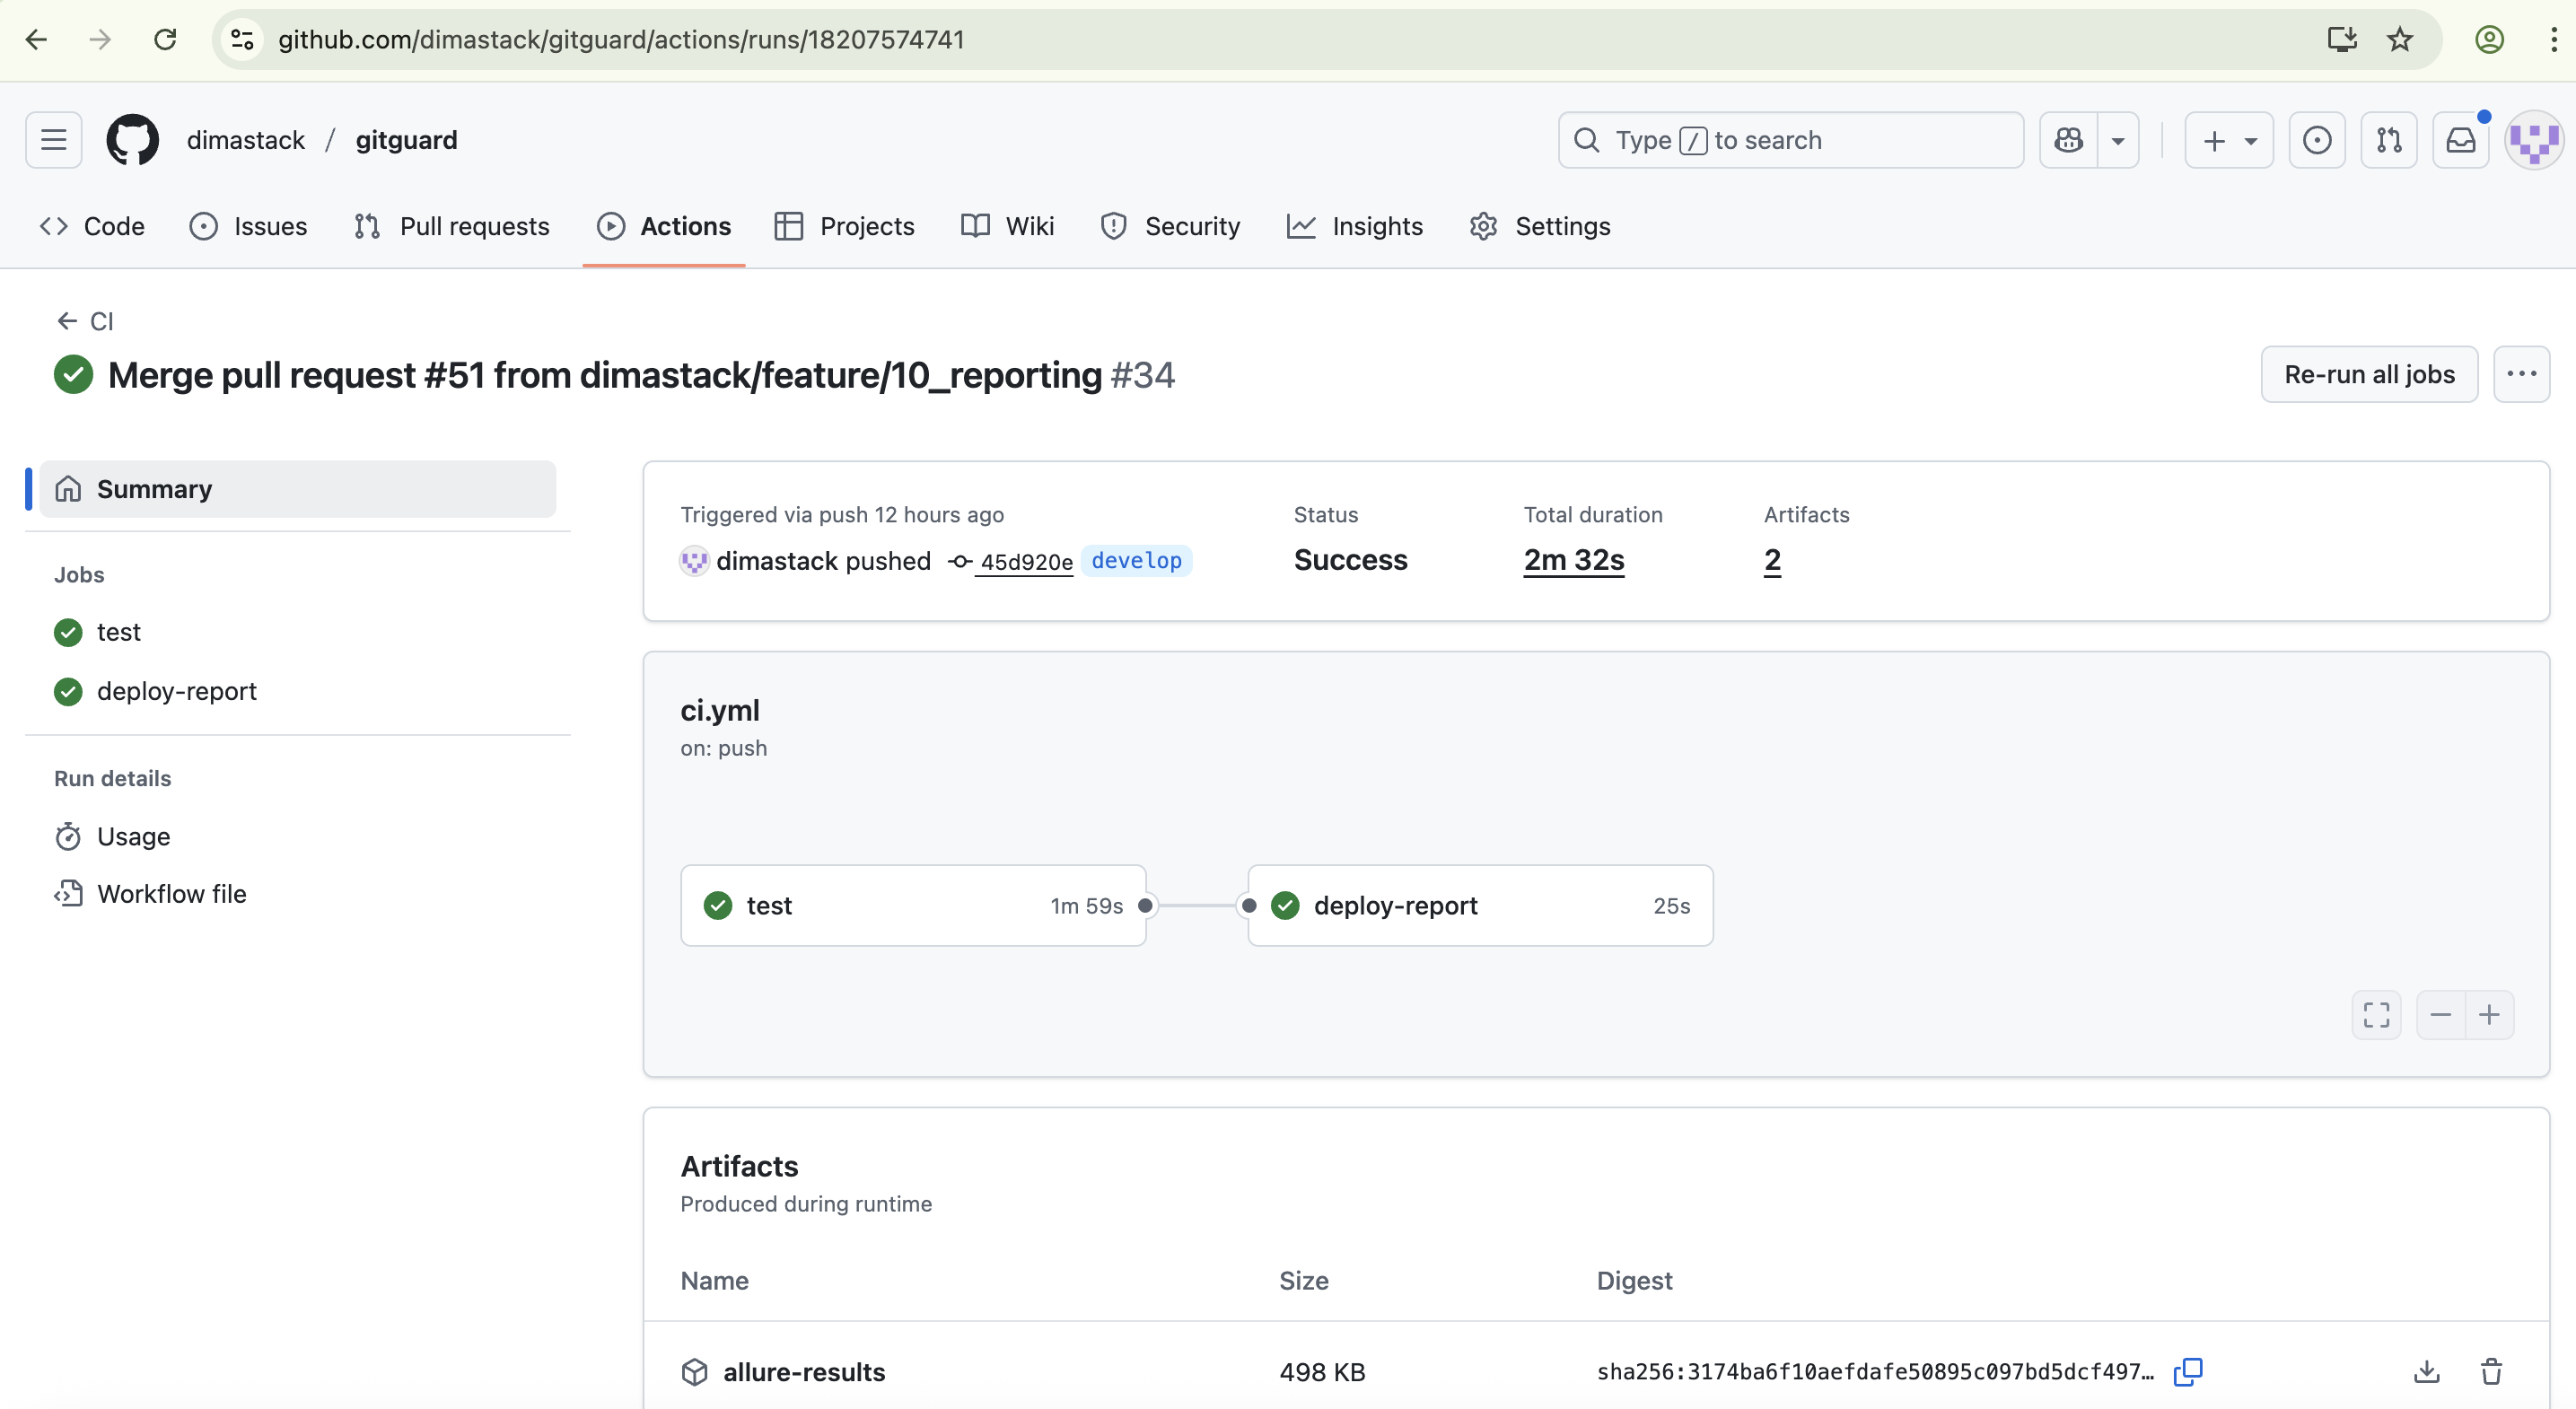 github.com/dimastack/gitguard/actions/runs/18207574741
dimastack / gitguard
Type / to search
Code Issues Pull requests Actions Projects Wiki Security Insights Settings
CI
Merge pull request #51 from dimastack/feature/10_reporting #34
Re-run all jobs
Summary
Jobs
test
deploy-report
Run details
Usage
Workflow file
Triggered via push 12 hours ago
dimastack pushed 45d920e develop
Status
Success
Total duration
2m 32s
Artifacts
2
ci.yml
on: push
test 1m 59s
deploy-report 25s
Artifacts
Produced during runtime
Name Size Digest
allure-results 498 KB sha256:3174ba6f10aefdafe50895c097bd5dcf497…